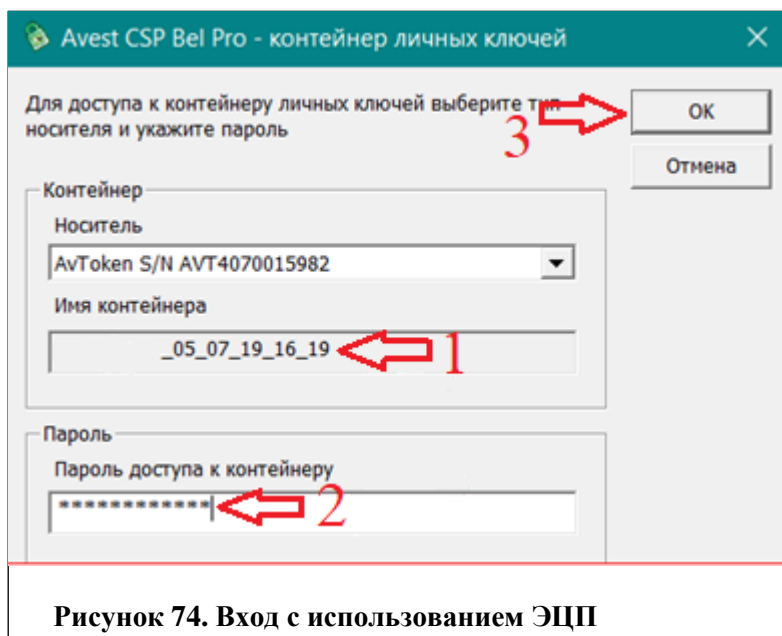 Avest CSP Bel Pro - контейнер личных ключей
Для доступа к контейнеру личных ключей выберите тип
носителя и укажите пароль
3
OK
Отмена
Контейнер
Носитель
AvToken S/N AVT4070015982
Имя контейнера
_05_07_19_16_19
1
Пароль
Пароль доступа к контейнеру
************
2
Рисунок 74. Вход с использованием ЭЦП